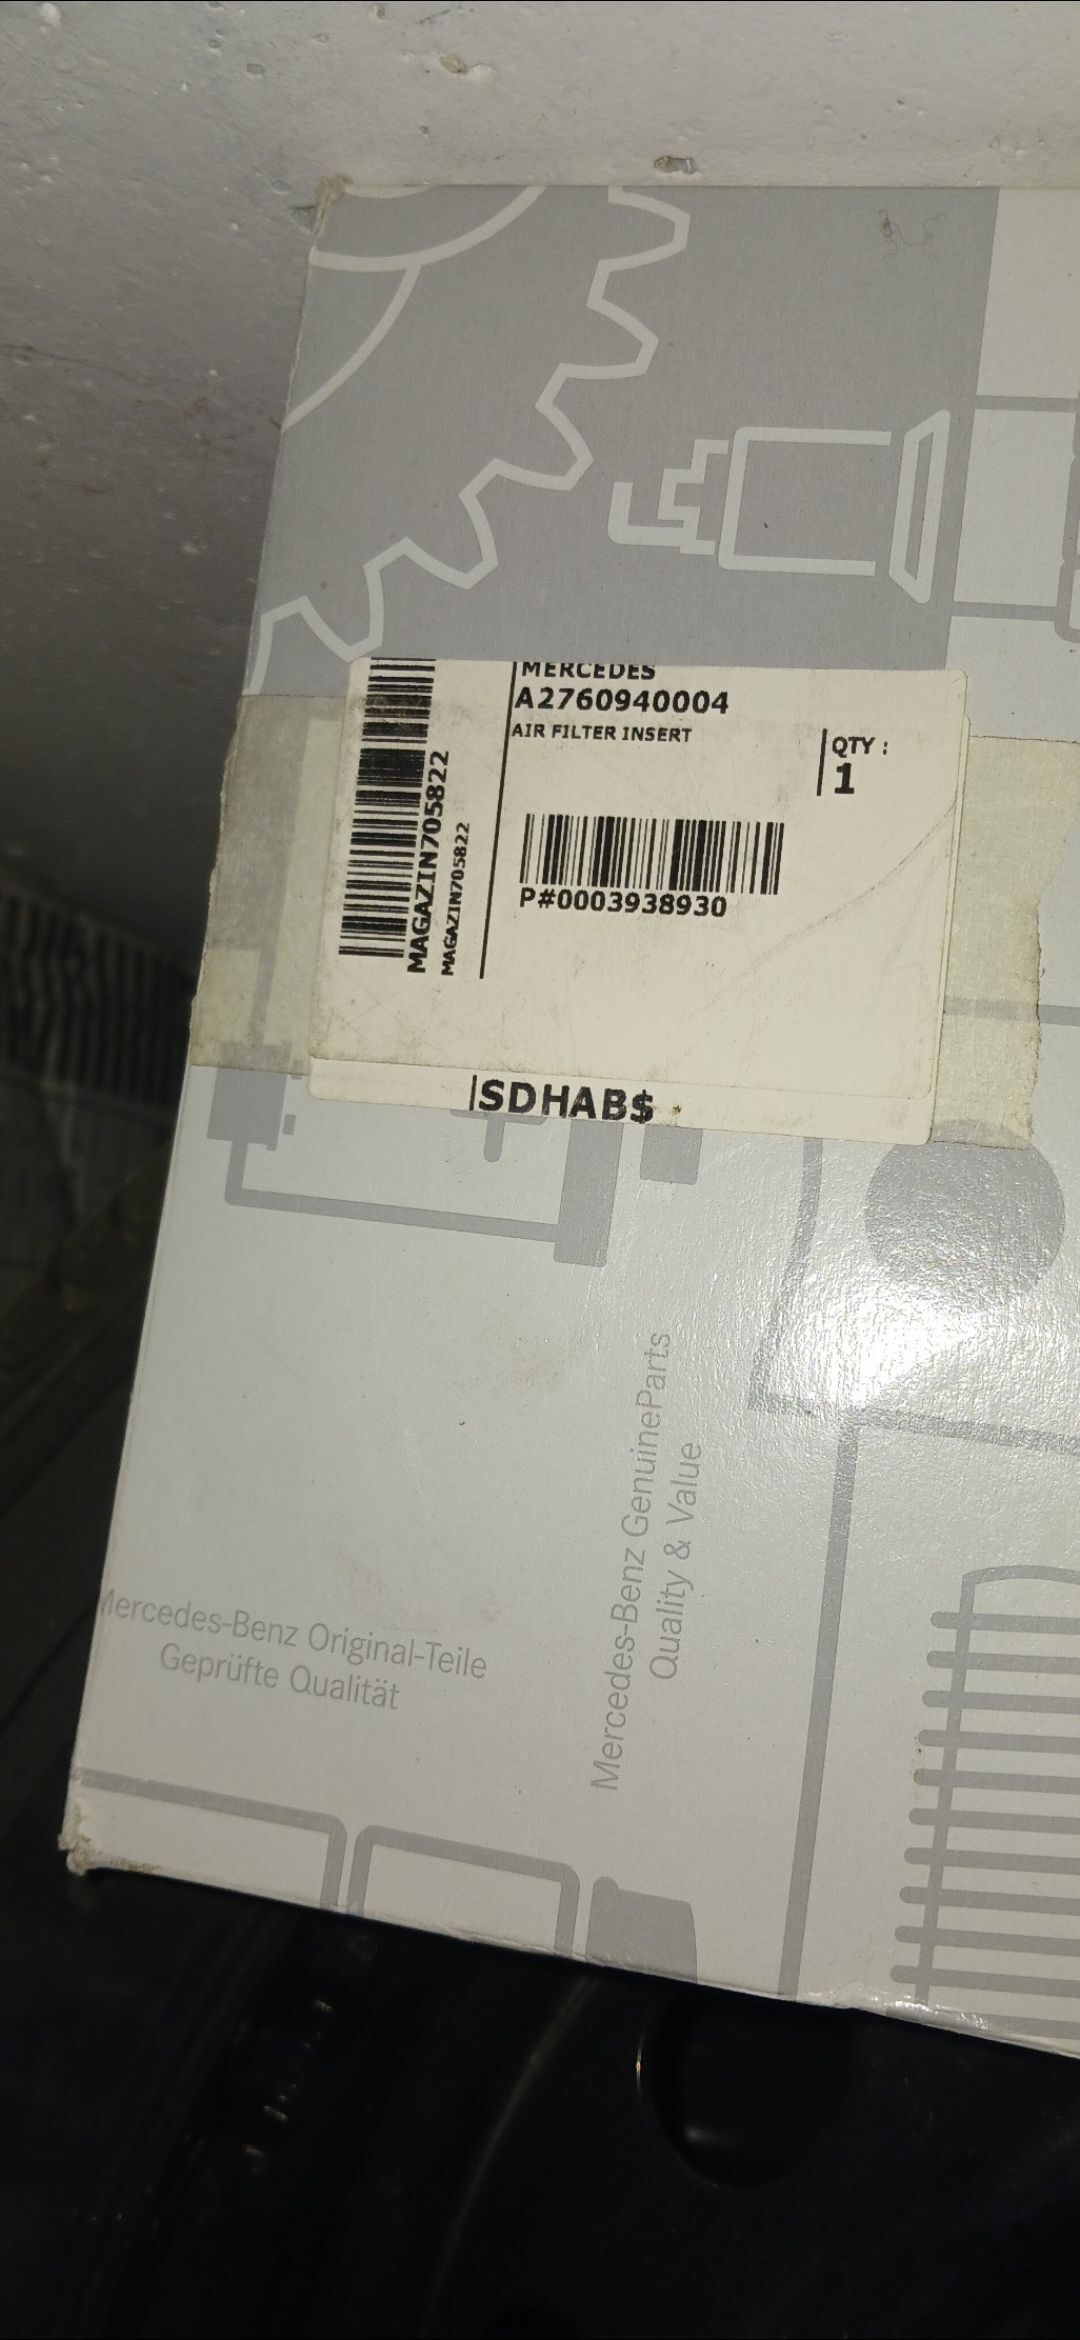 MERCEDES
A2760940004
AIR FILTER INSERT
QTY :
1
MAGAZIN705822
MAGAZIN705822
P#0003938930
SDHAB$
Mercedes-Benz GenuineParts
Quality & Value
Mercedes-Benz Original-Teile
Geprüfte Qualität